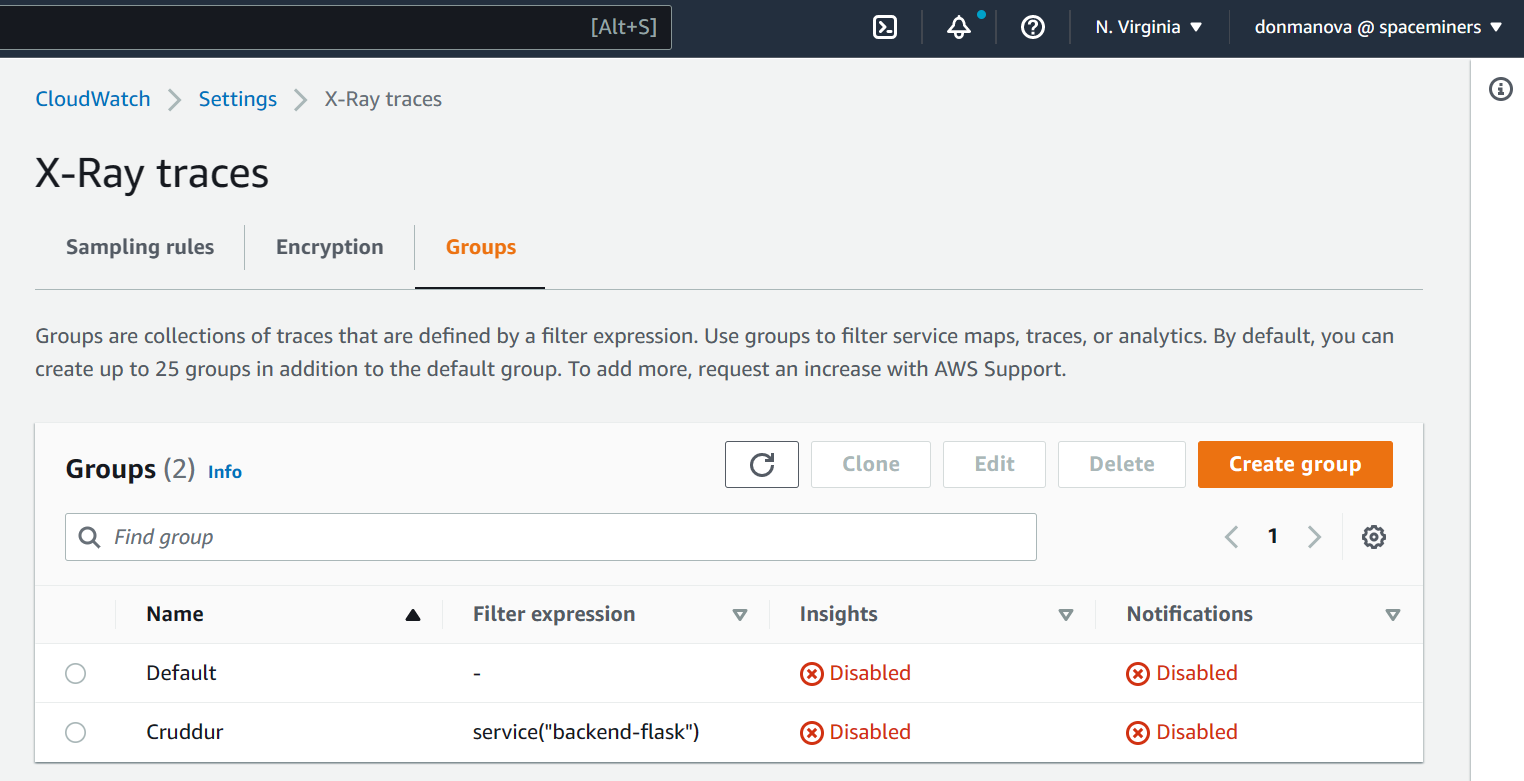 [Alt+S]
N. Virginia
donmanova @ spaceminers
CloudWatch
Settings
X-Ray traces
X-Ray traces
Sampling rules
Encryption
Groups
Groups are collections of traces that are defined by a filter expression. Use groups to filter service maps, traces, or analytics. By default, you can
create up to 25 groups in addition to the default group. To add more, request an increase with AWS Support.
Groups (2) Info
Clone
Edit
Delete
Create group
Find group
1
Name
Filter expression
Insights
Notifications
Default
-
Disabled
Disabled
Cruddur
service("backend-flask")
Disabled
Disabled